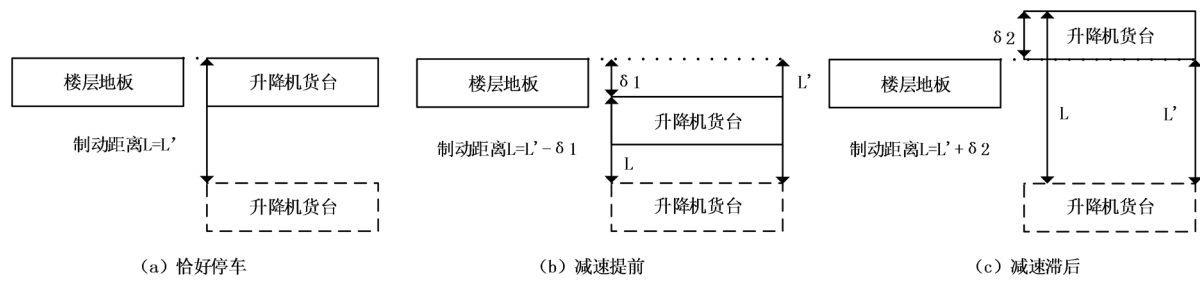 楼层地板
升降机货台
制动距离L=L'
升降机货台
(a)恰好停车
楼层地板
δ1
L'
升降机货台
制动距离L=L'-δ1
L
升降机货台
(b)减速提前
δ2
升降机货台
楼层地板
L
L'
制动距离L=L'+δ2
升降机货台
(c)减速滞后